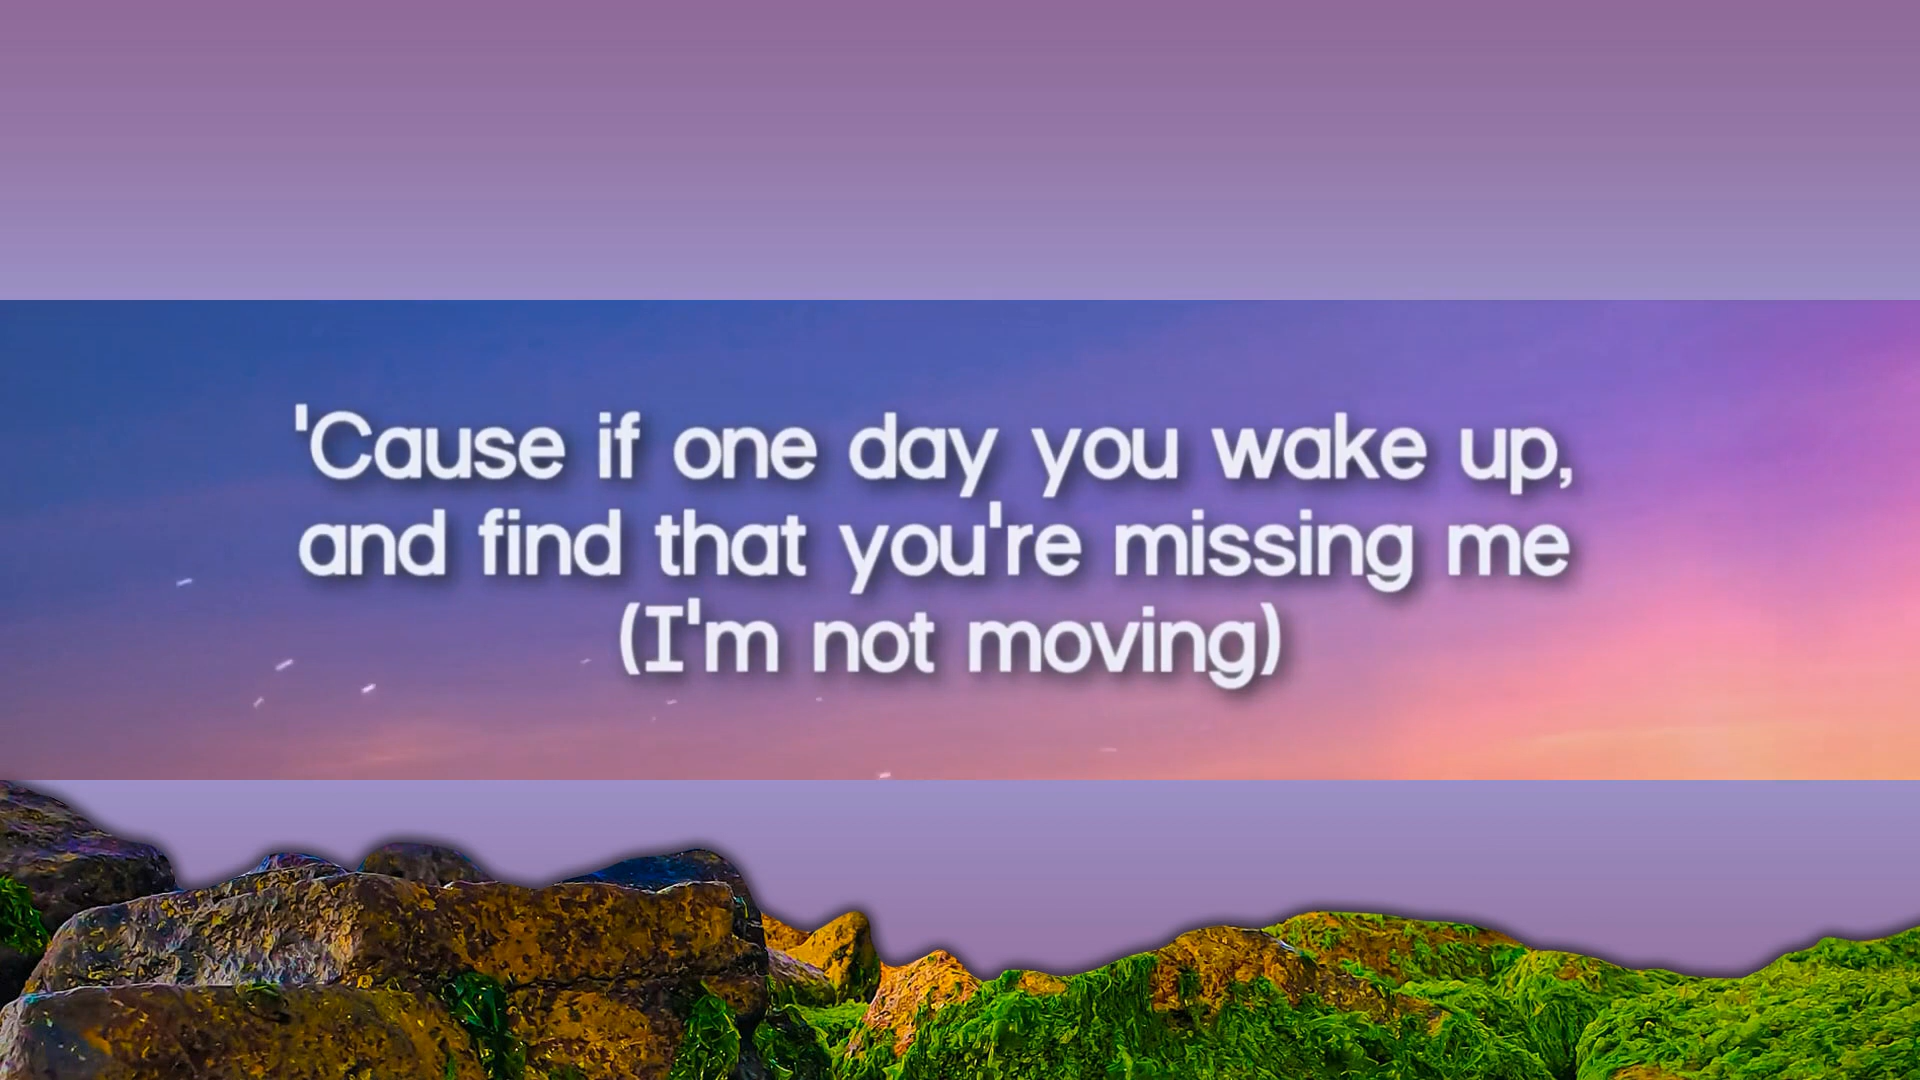 'Cause if one day you wake up,
and find that you're missing me
(I'm not moving)